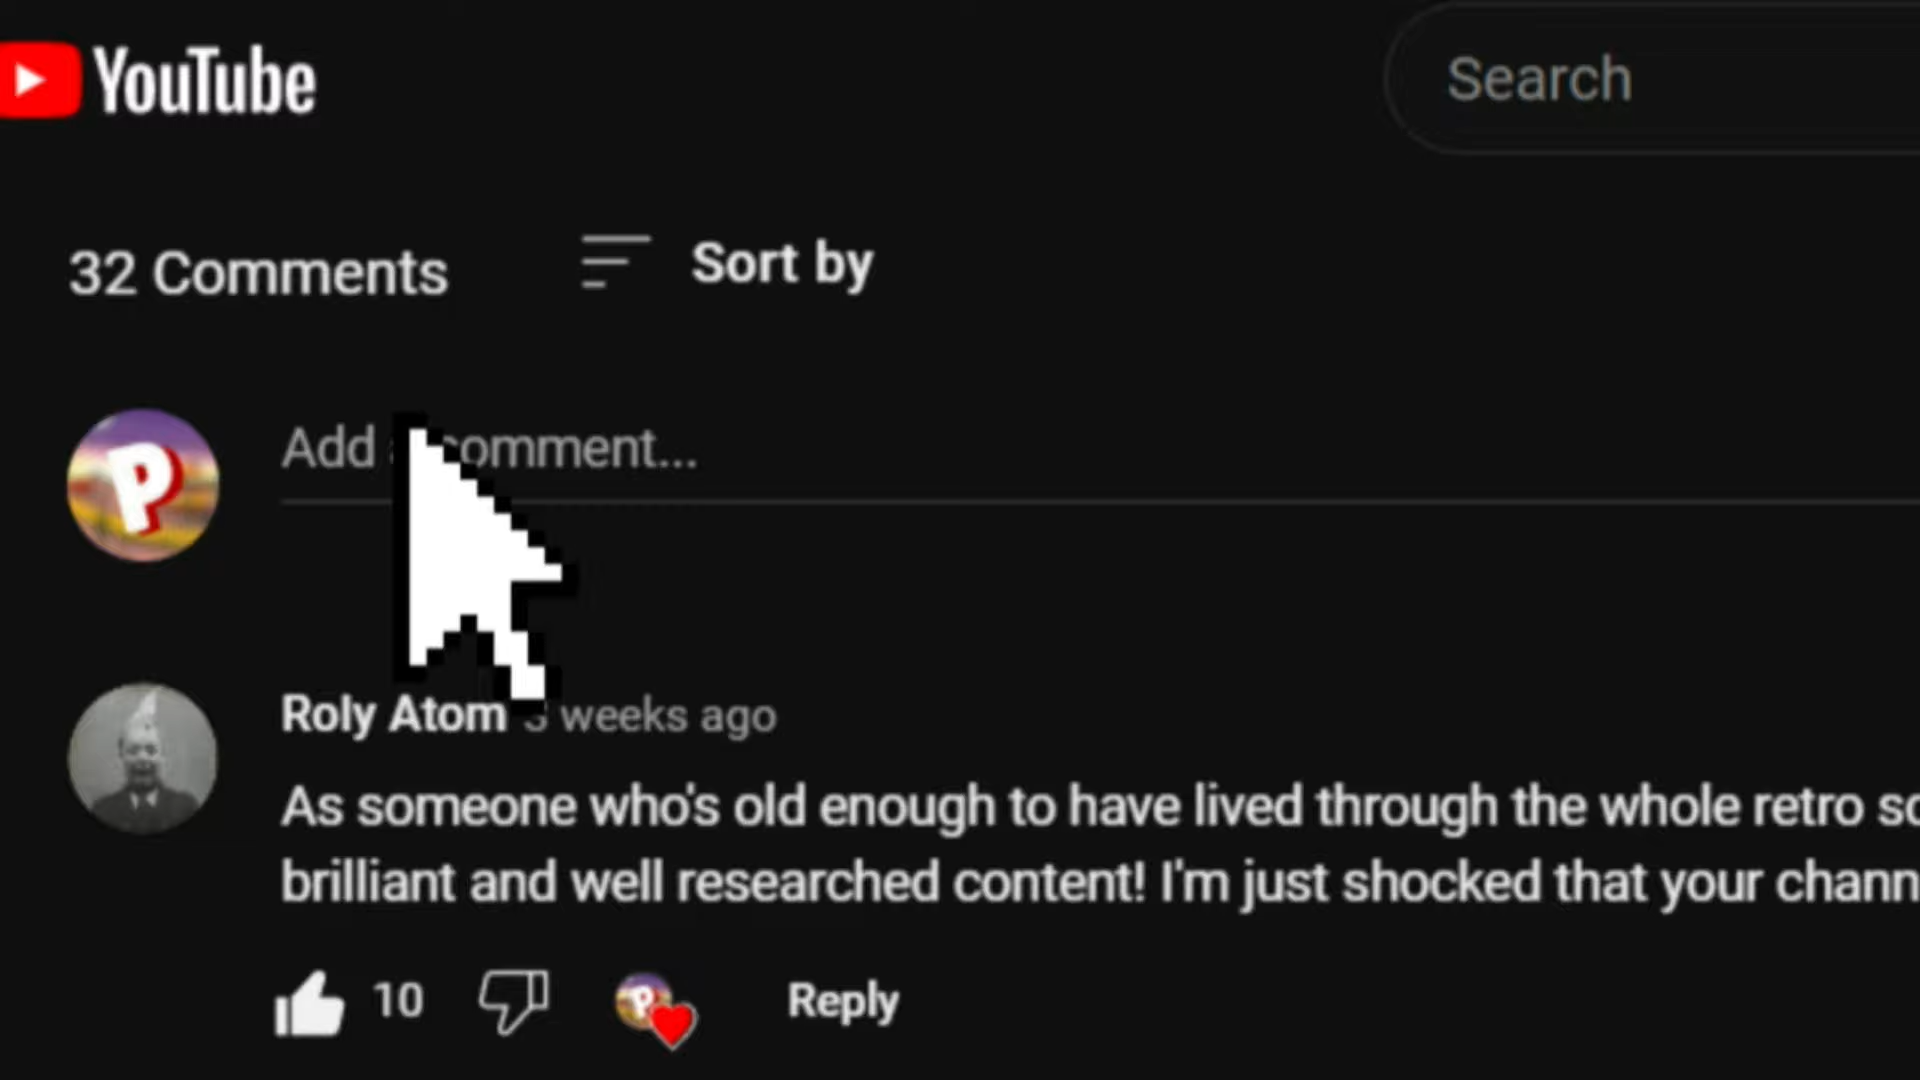 YouTube
Search
32 Comments
Sort by
P
Add comment...
Roly Atom 3 weeks ago
As someone who's old enough to have lived through the whole retro
brilliant and well researched content! I'm just shocked that your
10
P
Reply